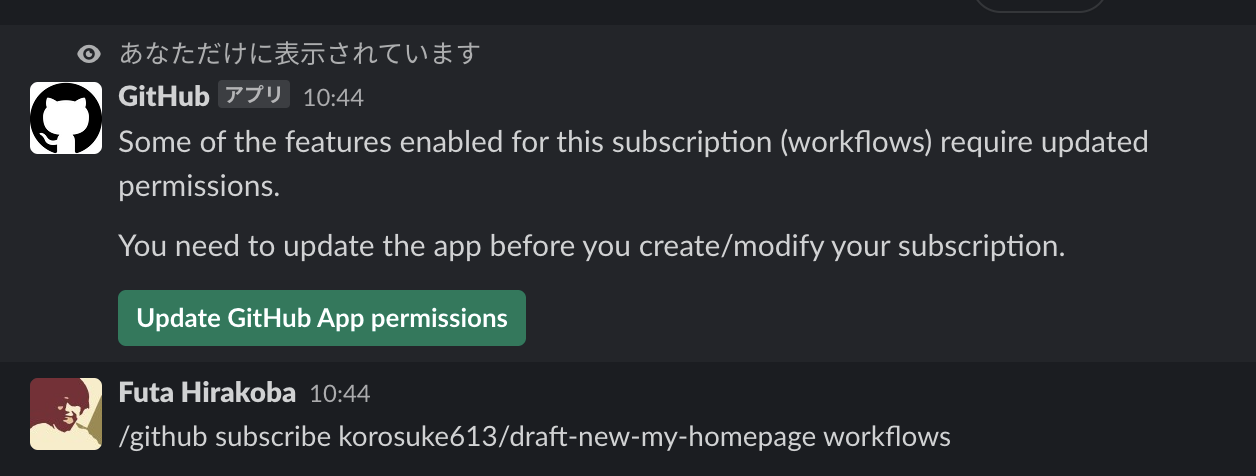 あなただけに表示されています
GitHub アプリ 10:44
Some of the features enabled for this subscription (workflows) require updated
permissions.
You need to update the app before you create/modify your subscription.
Update GitHub App permissions
Futa Hirakoba 10:44
/github subscribe korosuke613/draft-new-my-homepage workflows